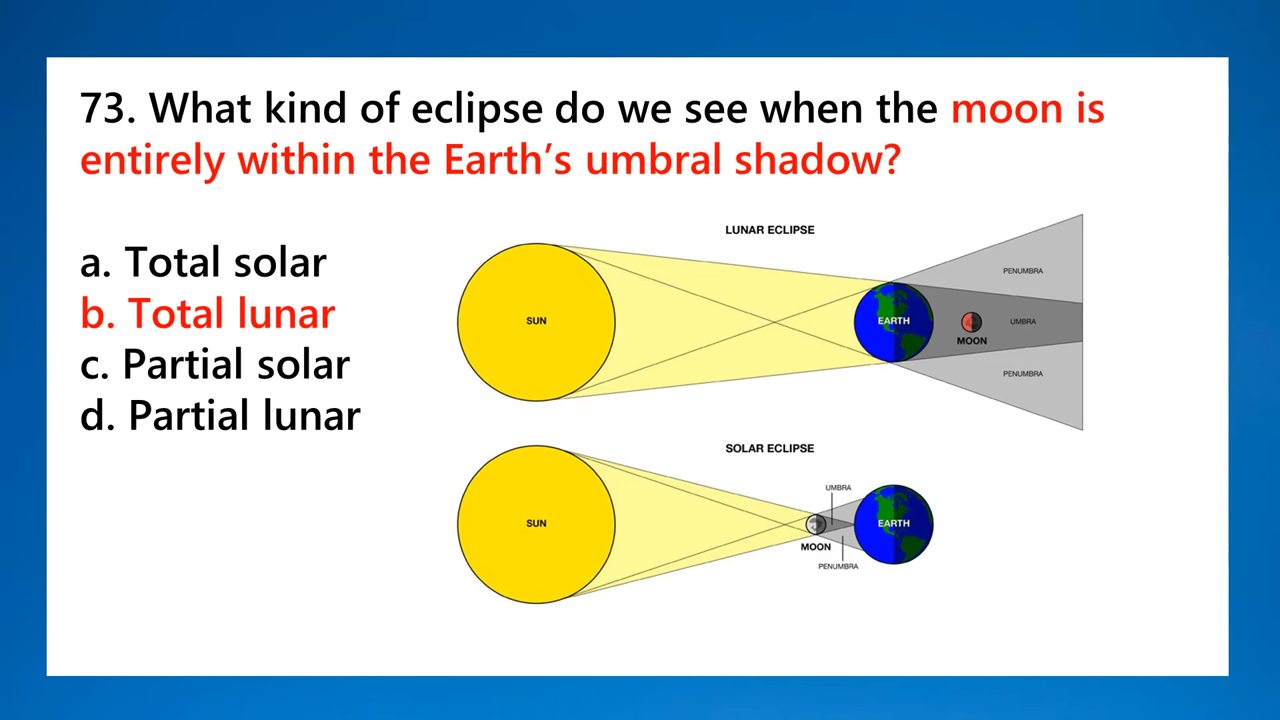 73. What kind of eclipse do we see when the moon is
entirely within the Earth’s umbral shadow?
a. Total solar
b. Total lunar
c. Partial solar
d. Partial lunar
LUNAR ECLIPSE
PENUMBRA
SUN
EARTH
UMBRA
MOON
PENUMBRA
SOLAR ECLIPSE
UMBRA
SUN
EARTH
MOON
PENUMBRA